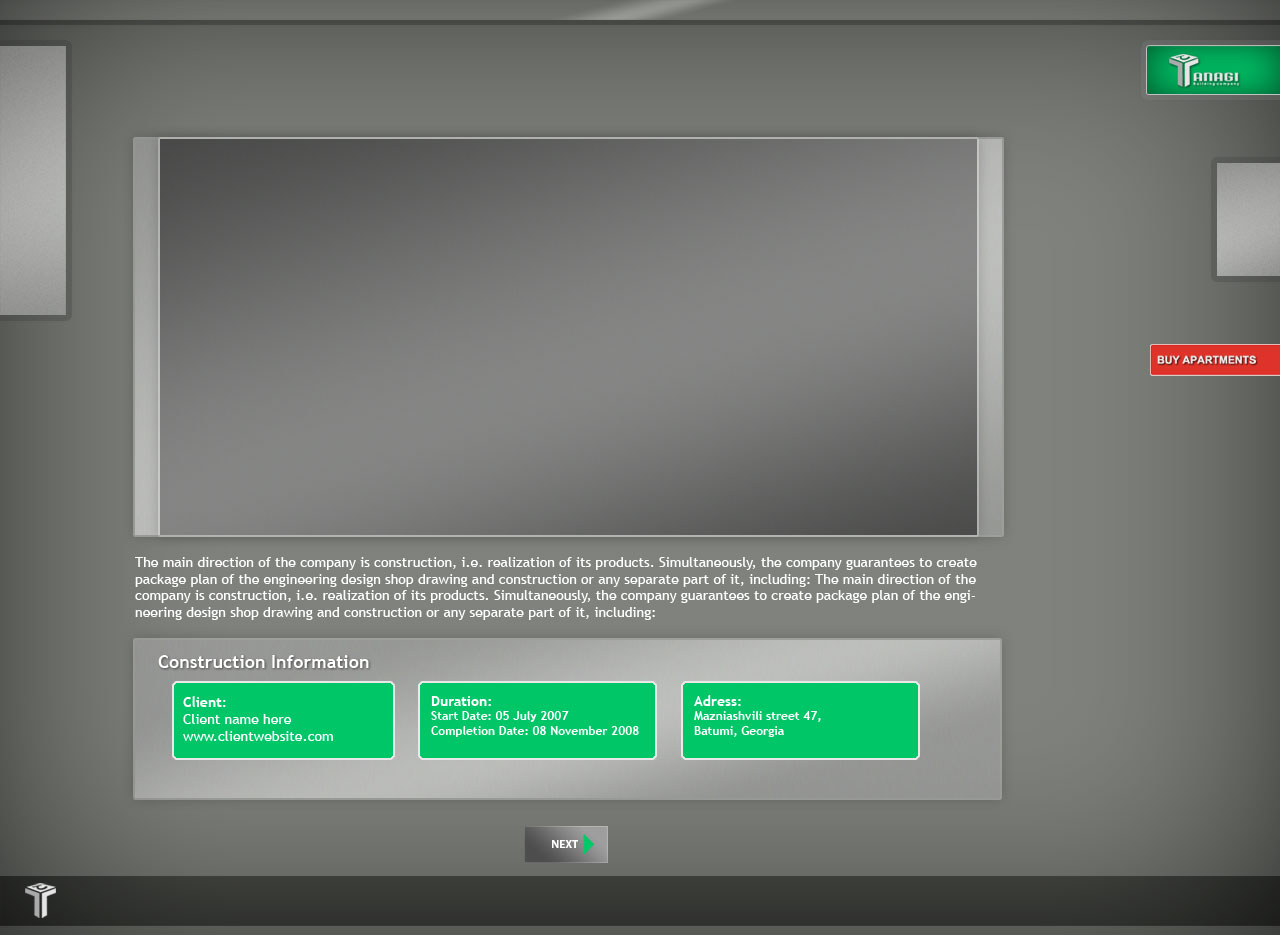 TANAGI
building company
BUY APARTMENTS
The main direction of the company is construction, i.e. realization of its products. Simultaneously, the company guarantees to create
package plan of the engineering design shop drawing and construction or any separate part of it, including: The main direction of the
company is construction, i.e. realization of its products. Simultaneously, the company guarantees to create package plan of the engi-
neering design shop drawing and construction or any separate part of it, including:
Construction Information
Client:
Client name here
www.clientwebsite.com
Duration:
Start Date: 05 July 2007
Completion Date: 08 November 2008
Adress:
Mazniashvili street 47,
Batumi, Georgia
NEXT